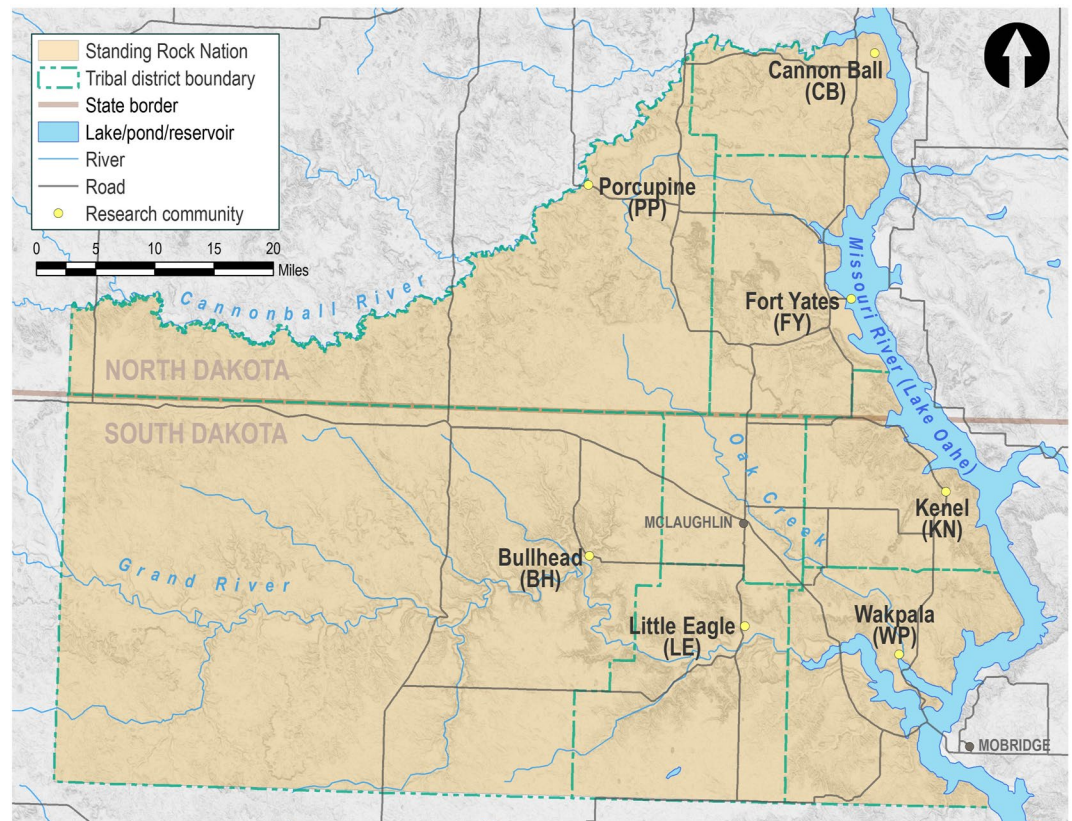 Standing Rock Nation
Tribal district boundary
State border
Lake/pond/reservoir
River
Road
Research community
0 5 10 15 20
Miles
Cannon Ball
(CB)
Porcupine
(PP)
Cannonball River
Fort Yates
(FY)
Missouri River (Lake Oahe)
NORTH DAKOTA
SOUTH DAKOTA
Oak Creek
Kenel
(KN)
MCLAUGHLIN
Bullhead
(BH)
Grand River
Little Eagle
(LE)
Wakpala
(WP)
MOBRIDGE